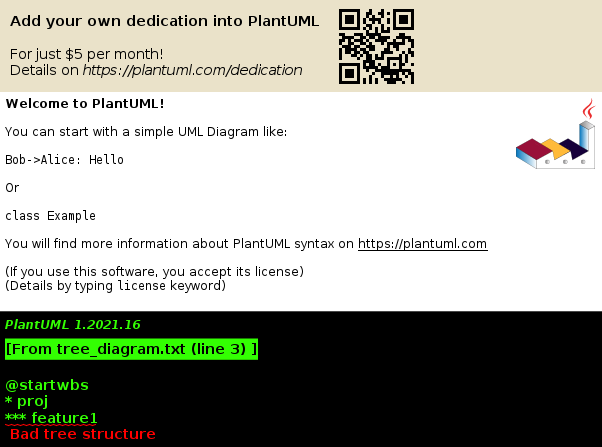 Add your own dedication into PlantUML
For just $5 per month!
Details on https://plantuml.com/dedication
Welcome to PlantUML!
You can start with a simple UML Diagram like:
Bob->Alice: Hello
Or
class Example
You will find more information about PlantUML syntax on https://plantuml.com
(If you use this software, you accept its license)
(Details by typing license keyword)
PlantUML 1.2021.16
[From tree_diagram.txt (line 3) ]
@startwbs
* proj
*** feature1
Bad tree structure